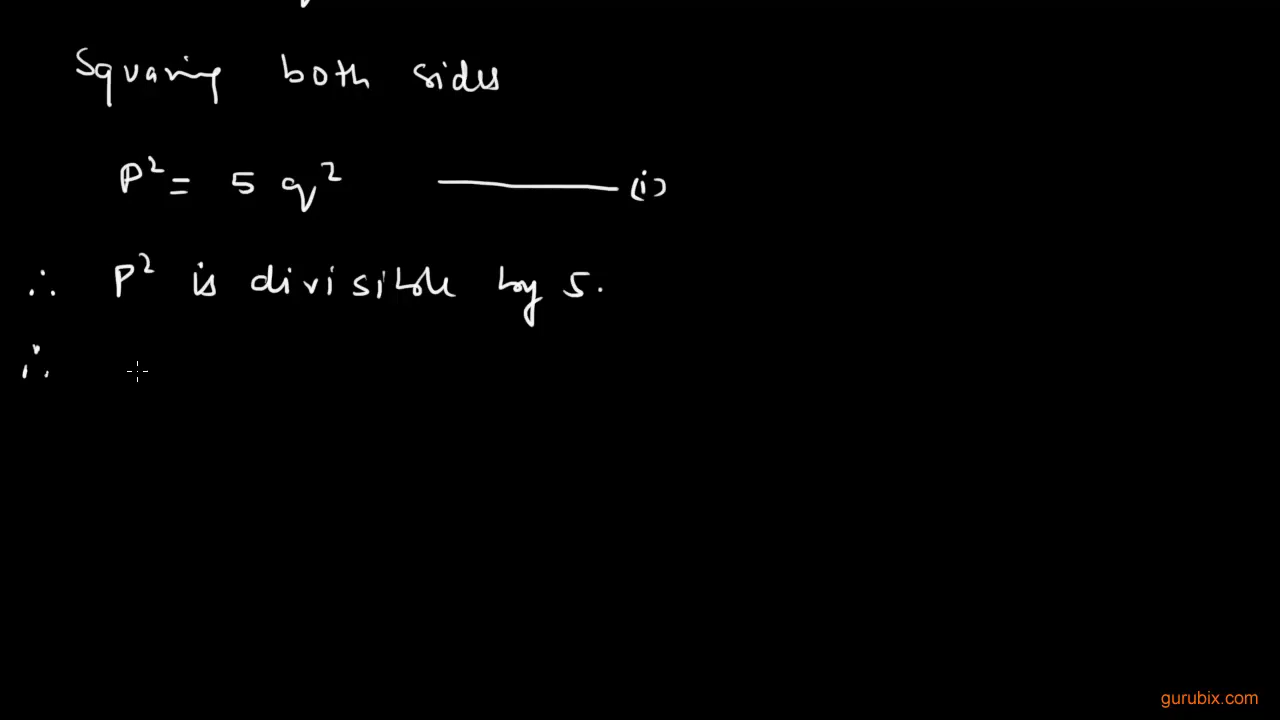 Squaring both sides
P² = 5 q² ——— (i)
∴ P² is divisible by 5.
∴
gurubix.com